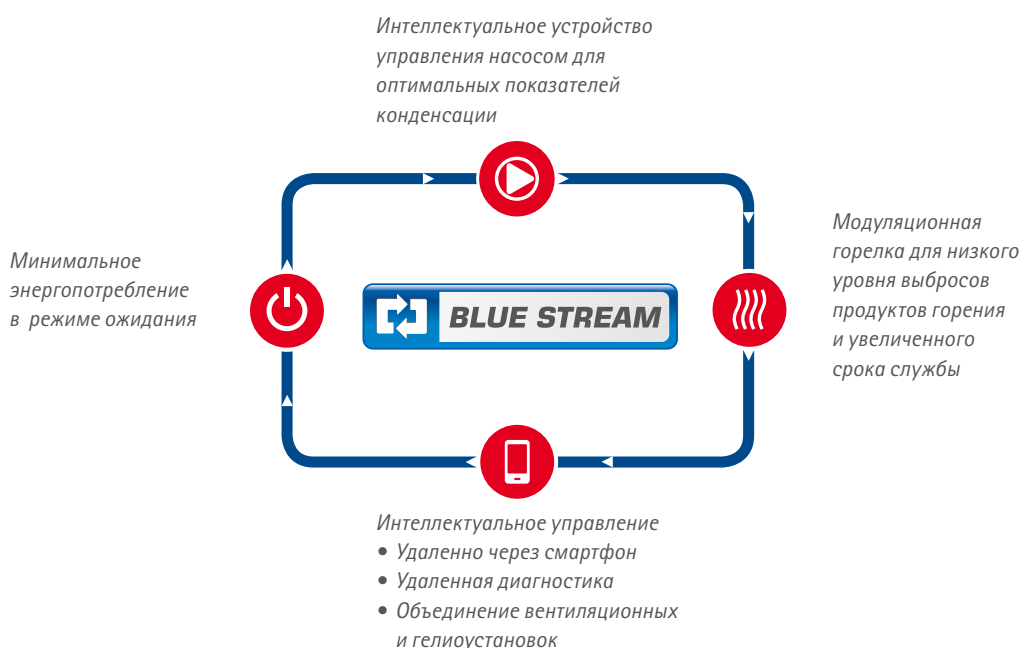 Интеллектуальное устройство
управления насосом для
оптимальных показателей
конденсации
Минимальное
энергопотребление
в режиме ожидания
BLUE STREAM
Модуляционная
горелка для низкого
уровня выбросов
продуктов горения
и увеличенного
срока службы
Интеллектуальное управление
• Удаленно через смартфон
• Удаленная диагностика
• Объединение вентиляционных
и гелиоустановок